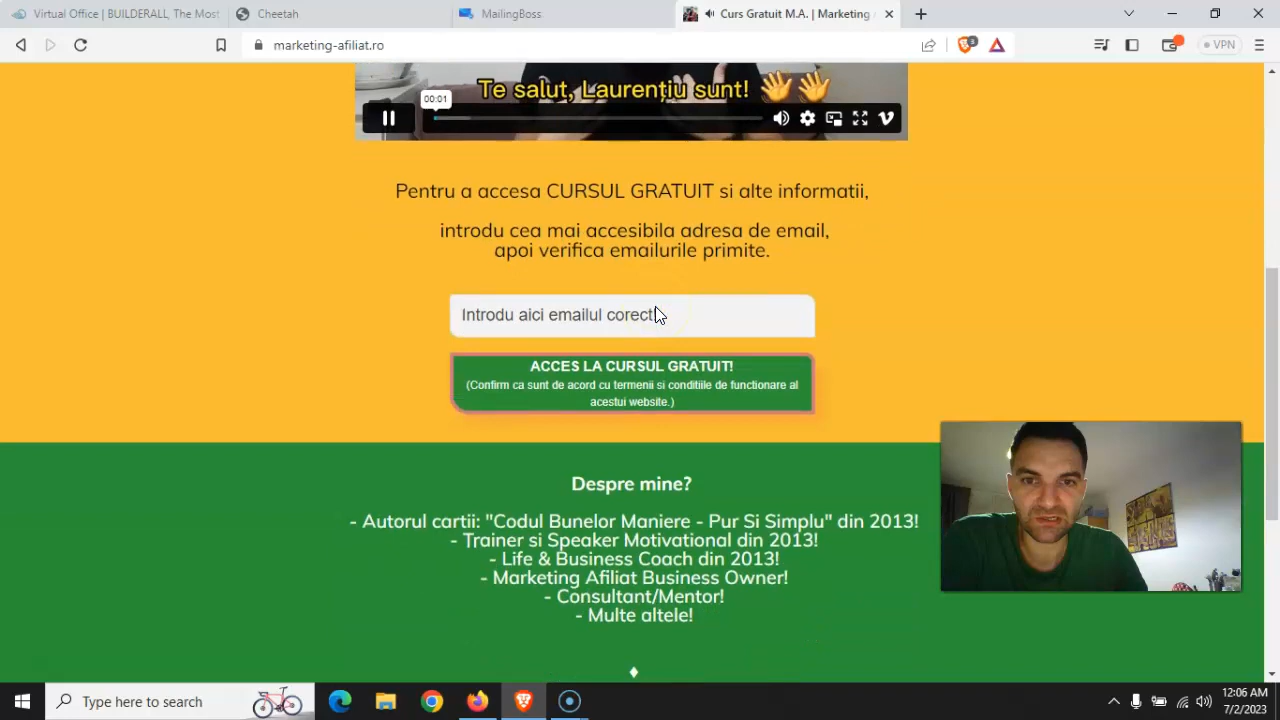 Virtual Office | BUILDERALL, The Most
Cheetah
MailingBoss
Curs Gratuit M.A. | Marketing
marketing-afiliat.ro
3
VPN
Te salut, Laurențiu sunt! 👋👋
00:01
Pentru a accesa CURSUL GRATUIT si alte informatii,
introdu cea mai accesibila adresa de email,
apoi verifica emailurile primite.
Introdu aici emailul corect
ACCES LA CURSUL GRATUIT!
(Confirm ca sunt de acord cu termenii si conditiile de functionare al
acestui website.)
Despre mine?
- Autorul cartii: "Codul Bunelor Maniere - Pur Si Simplu" din 2013!
- Trainer si Speaker Motivational din 2013!
- Life & Business Coach din 2013!
- Marketing Afiliat Business Owner!
- Consultant/Mentor!
- Multe altele!
Type here to search
12:06 AM
7/2/2023